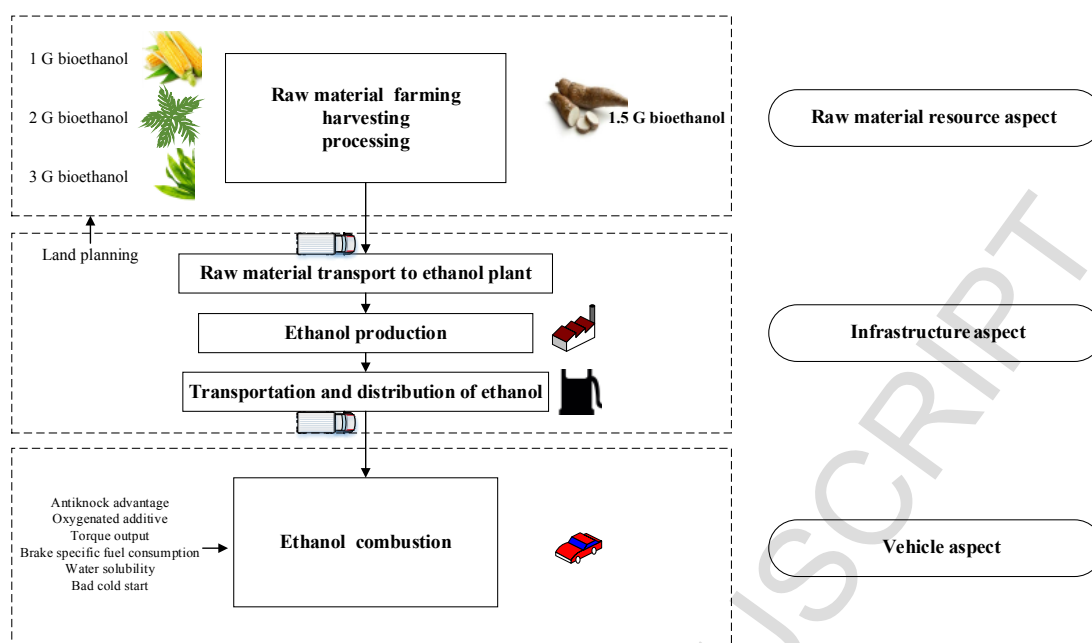 1 G bioethanol
2 G bioethanol
3 G bioethanol
Raw material farming
harvesting
processing
1.5 G bioethanol
Raw material resource aspect
Land planning
Raw material transport to ethanol plant
Ethanol production
Transportation and distribution of ethanol
Infrastructure aspect
Antiknock advantage
Oxygenated additive
Torque output
Brake specific fuel consumption
Water solubility
Bad cold start
Ethanol combustion
Vehicle aspect
USCRIPT